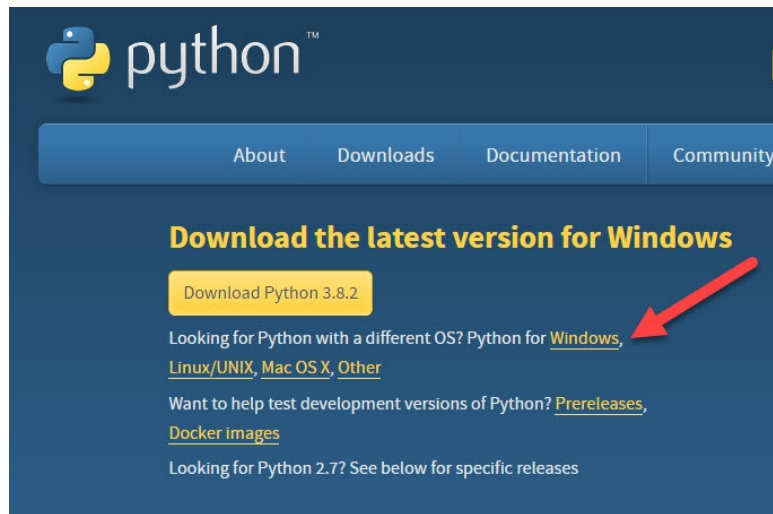 python™
About Downloads Documentation Community
Download the latest version for Windows
Download Python 3.8.2
Looking for Python with a different OS? Python for Windows,
Linux/UNIX, Mac OS X, Other
Want to help test development versions of Python? Prereleases,
Docker images
Looking for Python 2.7? See below for specific releases